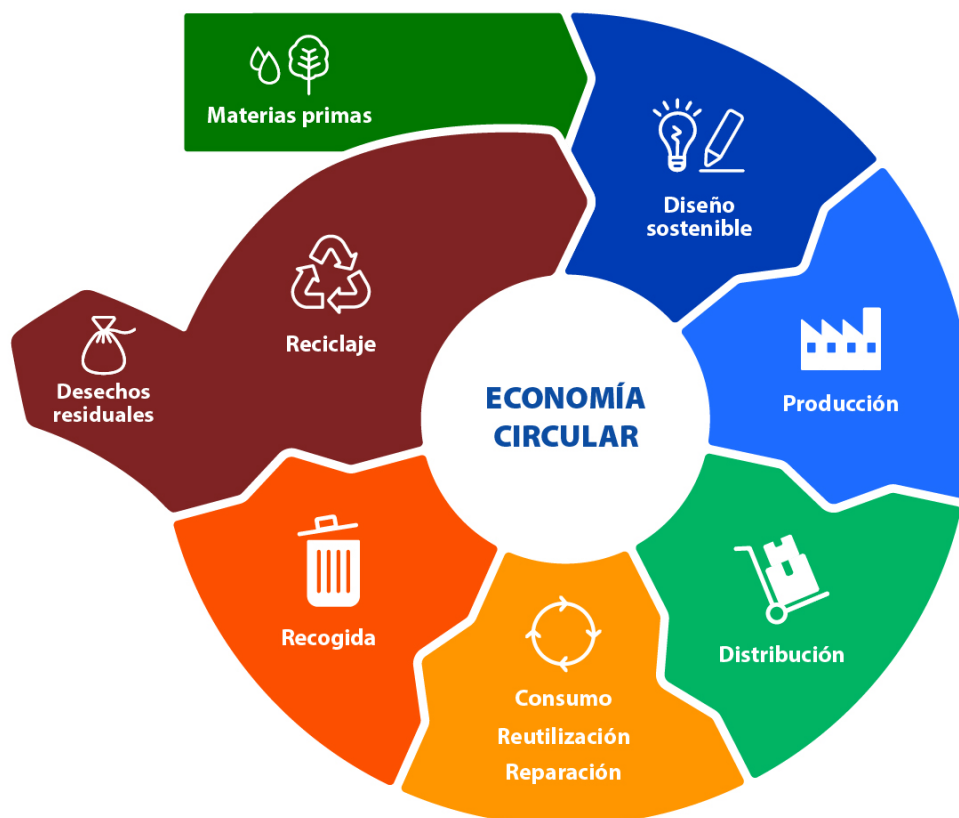 Materias primas
Diseño
sostenible
Producción
Distribución
Consumo
Reutilización
Reparación
Recogida
Reciclaje
Desechos
residuales
ECONOMÍA
CIRCULAR